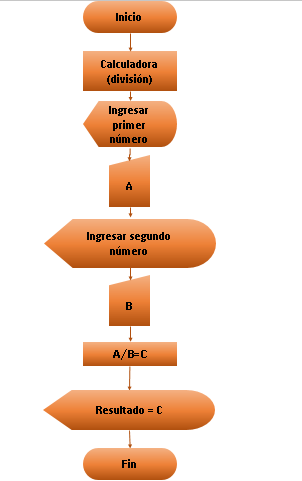 Inicio
Calculadora
(división)
Ingresar
primer
número
A
Ingresar segundo
número
B
A/B=C
Resultado = C
Fin